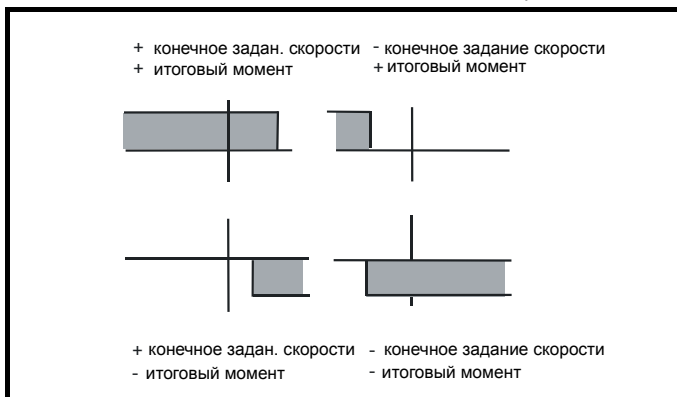 + конечное задан. скорости
+ итоговый момент
- конечное задание скорости
+ итоговый момент
+ конечное задан. скорости
- итоговый момент
- конечное задание скорости
- итоговый момент